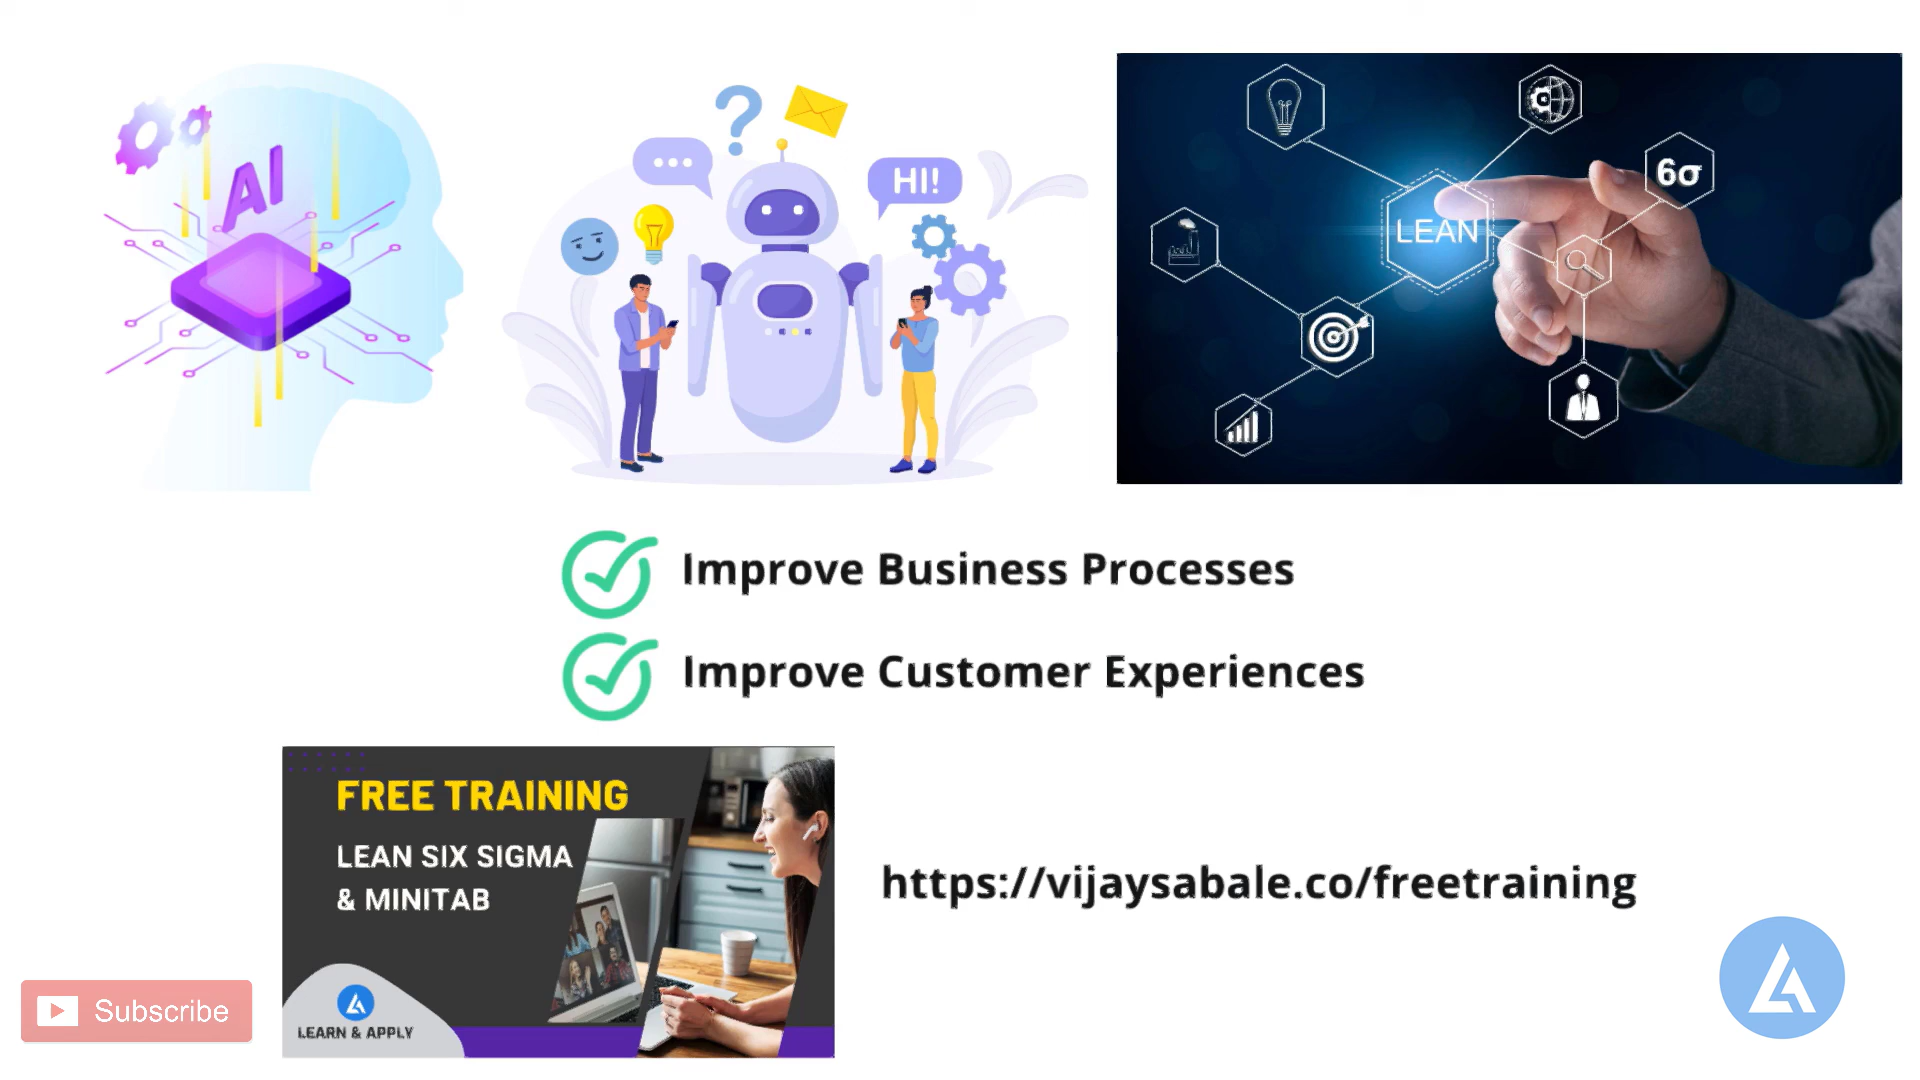 AI
HI!
LEAN
6σ
Improve Business Processes
Improve Customer Experiences
FREE TRAINING
LEAN SIX SIGMA
& MINITAB
LEARN & APPLY
https://vijaysabale.co/freetraining
Subscribe